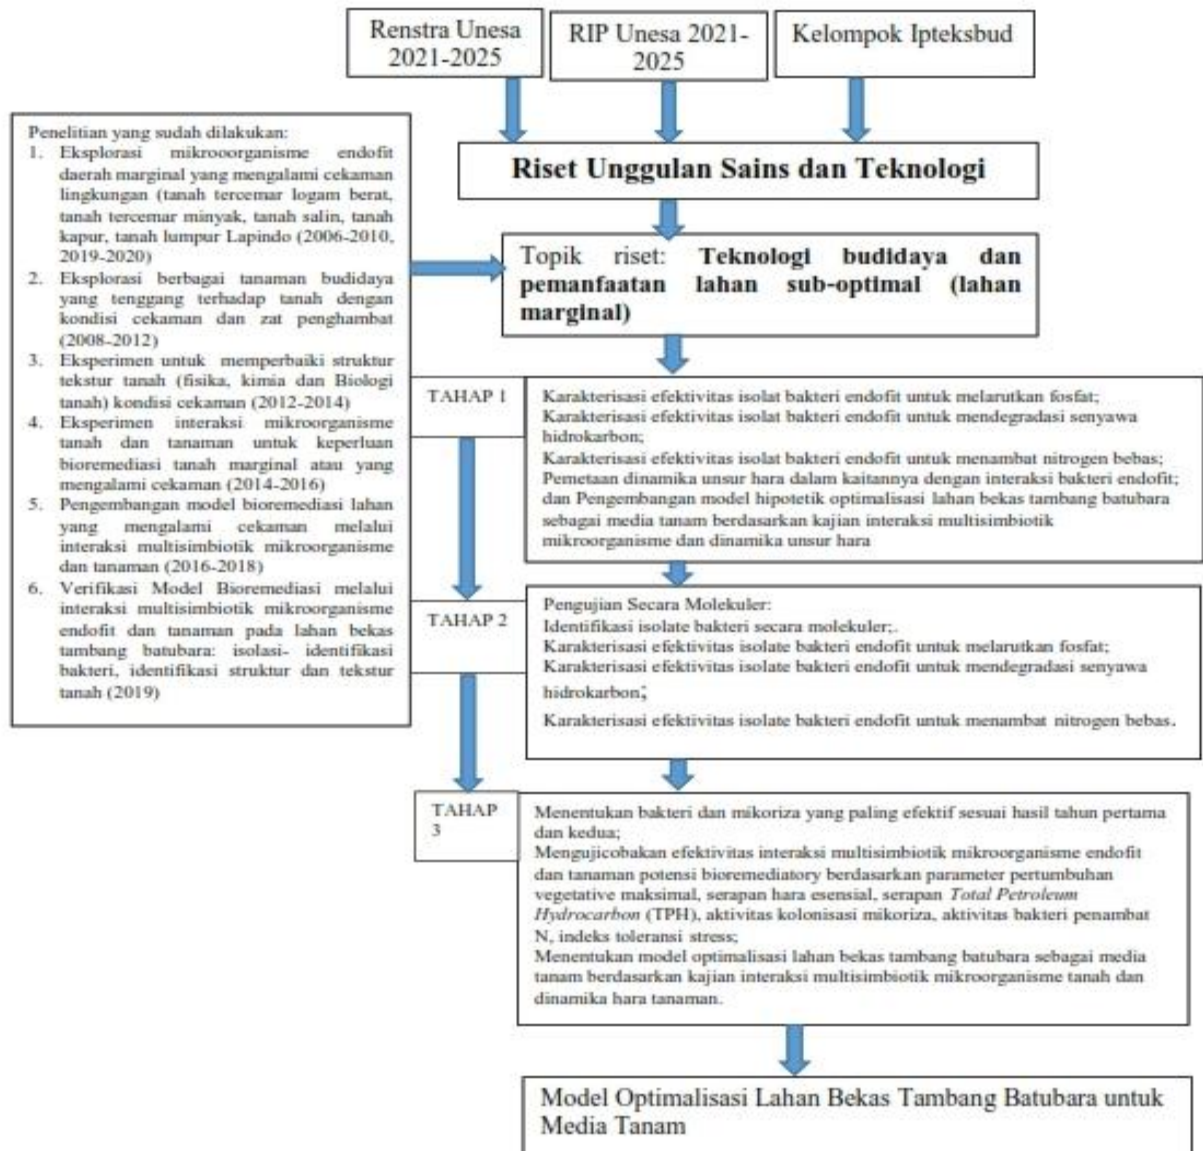 Renstra Unesa
2021-2025
RIP Unesa 2021-
2025
Kelompok Ipteksbud
Riset Unggulan Sains dan Teknologi
Topik riset: Teknologi budidaya dan
pemanfaatan lahan sub-optimal (lahan
marginal)
Penelitian yang sudah dilakukan:
1. Eksplorasi mikrooorganisme endofit
daerah marginal yang mengalami cekaman
lingkungan (tanah tercemar logam berat,
tanah tercemar minyak, tanah salin, tanah
kapur, tanah lumpur Lapindo (2006-2010,
2019-2020)
2. Eksplorasi berbagai tanaman budidaya
yang tenggang terhadap tanah dengan
kondisi cekaman dan zat penghambat
(2008-2012)
3. Eksperimen untuk memperbaiki struktur
tekstur tanah (fisika, kimia dan Biologi
tanah) kondisi cekaman (2012-2014)
4. Eksperimen interaksi mikroorganisme
tanah dan tanaman untuk keperluan
bioremediasi tanah marginal atau yang
mengalami cekaman (2014-2016)
5. Pengembangan model bioremediasi lahan
yang mengalami cekaman melalui
interaksi multisimbiotik mikroorganisme
dan tanaman (2016-2018)
6. Verifikasi Model Bioremediasi melalui
interaksi multisimbiotik mikroorganisme
endofit dan tanaman pada lahan bekas
tambang batubara: isolasi- identifikasi
bakteri, identifikasi struktur dan tekstur
tanah (2019)
TAHAP 1
Karakterisasi efektivitas isolat bakteri endofit untuk melarutkan fosfat;
Karakterisasi efektivitas isolat bakteri endofit untuk mendegradasi senyawa
hidrokarbon;
Karakterisasi efektivitas isolat bakteri endofit untuk menambat nitrogen bebas;
Pemetaan dinamika unsur hara dalam kaitannya dengan interaksi bakteri endofit;
dan Pengembangan model hipotetik optimalisasi lahan bekas tambang batubara
sebagai media tanam berdasarkan kajian interaksi multisimbiotik
mikroorganisme dan dinamika unsur hara
TAHAP 2
Pengujian Secara Molekuler:
Identifikasi isolate bakteri secara molekuler;.
Karakterisasi efektivitas isolate bakteri endofit untuk melarutkan fosfat;
Karakterisasi efektivitas isolate bakteri endofit untuk mendegradasi senyawa
hidrokarbon;
Karakterisasi efektivitas isolate bakteri endofit untuk menambat nitrogen bebas.
TAHAP
3
Menentukan bakteri dan mikoriza yang paling efektif sesuai hasil tahun pertama
dan kedua;
Mengujicobakan efektivitas interaksi multisimbiotik mikroorganisme endofit
dan tanaman potensi bioremediatory berdasarkan parameter pertumbuhan
vegetative maksimal, serapan hara esensial, serapan Total Petroleum
Hydrocarbon (TPH), aktivitas kolonisasi mikoriza, aktivitas bakteri penambat
N, indeks toleransi stress;
Menentukan model optimalisasi lahan bekas tambang batubara sebagai media
tanam berdasarkan kajian interaksi multisimbiotik mikroorganisme tanah dan
dinamika hara tanaman.
Model Optimalisasi Lahan Bekas Tambang Batubara untuk
Media Tanam